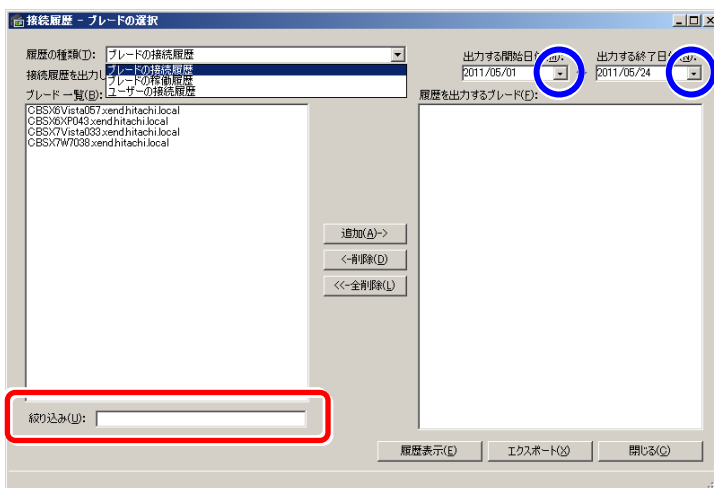 接続履歴 - ブレードの選択
履歴の種類(T): ブレードの接続履歴
ブレードの接続履歴
ブレードの稼働履歴
ユーザーの接続履歴
接続履歴を出力し
出力する開始日付(M):
出力する終了日付(N):
2011/05/01 ～ 2011/05/24
ブレード一覧(B):
履歴を出力するブレード(F):
CBSX6Vista057.xend.hitachi.local
CBSX6XP043.xend.hitachi.local
CBSX7Vista033.xend.hitachi.local
CBSX7W7038.xend.hitachi.local
追加(A)->
<-削除(D)
<<-全削除(L)
絞り込み(U):
履歴表示(E) エクスポート(X) 閉じる(C)